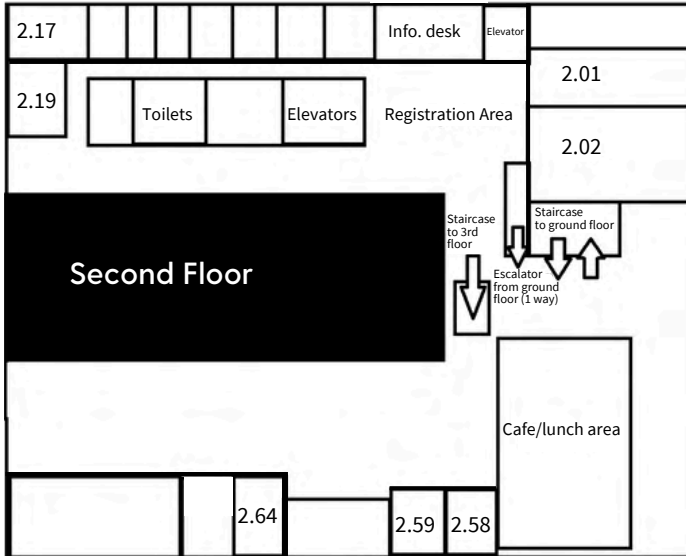 2.17
Info. desk
Elevator
2.01
2.19
Toilets
Elevators
Registration Area
2.02
Staircase
to 3rd
floor
Staircase
to ground floor
Second Floor
Escalator
from ground
floor (1 way)
Cafe/lunch area
2.64
2.59
2.58